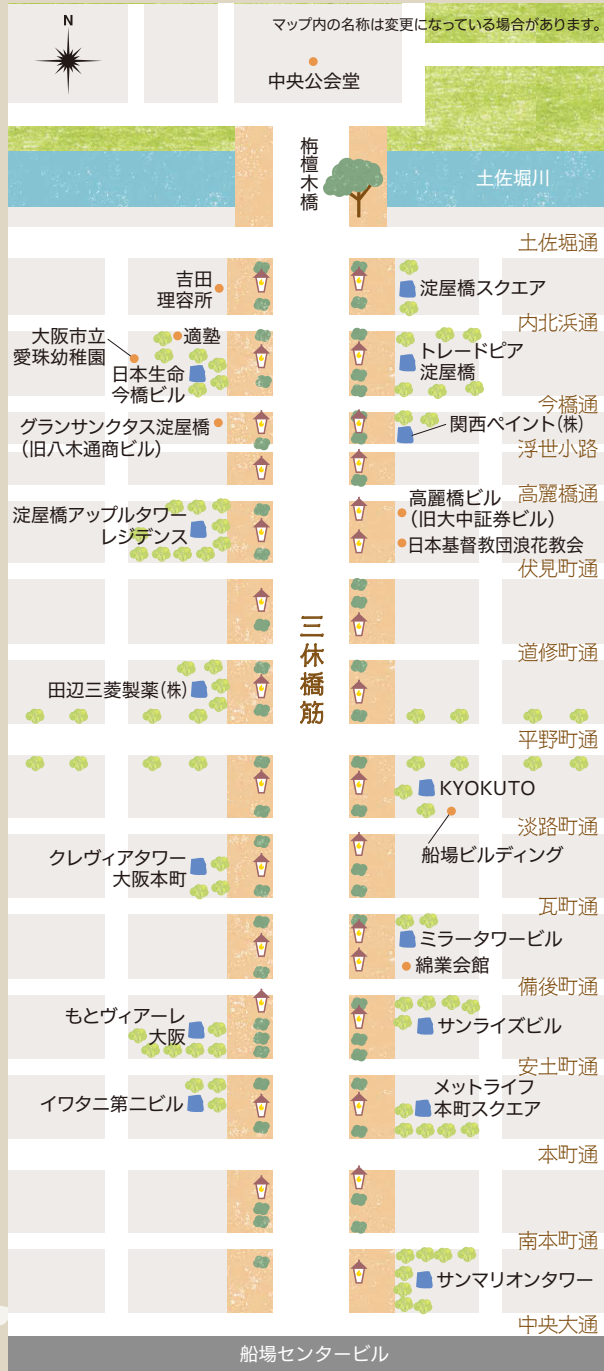 N
マップ内の名称は変更になっている場合があります。
中央公会堂
栴檀木橋
土佐堀川
土佐堀通
吉田
理容所
淀屋橋スクエア
内北浜通
大阪市立
愛珠幼稚園
適塾
日本生命
今橋ビル
トレードピア
淀屋橋
今橋通
グランサンクタス淀屋橋
(旧八木通商ビル)
関西ペイント(株)
浮世小路
高麗橋通
淀屋橋アップルタワー
レジデンス
高麗橋ビル
(旧大中証券ビル)
日本基督教団浪花教会
伏見町通
三休橋筋
道修町通
田辺三菱製薬(株)
平野町通
KYOKUTO
淡路町通
船場ビルディング
クレヴィアタワー
大阪本町
瓦町通
ミラータワービル
綿業会館
備後町通
もとヴィアーレ
大阪
サンライズビル
安土町通
イワタニ第二ビル
メットライフ
本町スクエア
本町通
南本町通
サンマリオンタワー
中央大通
船場センタービル